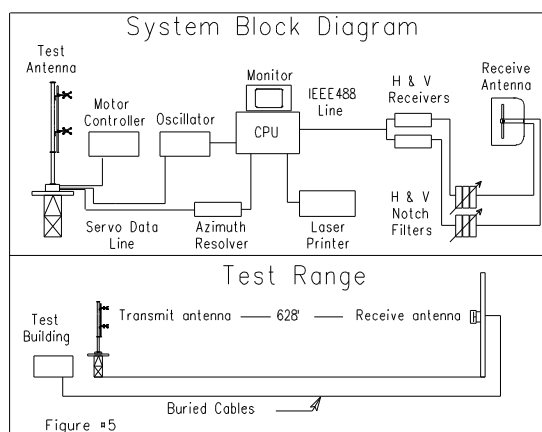 System Block Diagram
Test
Antenna
Motor
Controller
Oscillator
Monitor
CPU
IEEE488
Line
H & V
Receivers
Receive
Antenna
Servo Data
Line
Azimuth
Resolver
Laser
Printer
H & V
Notch
Filters
Test Range
Test
Building
Transmit antenna — 628' — Receive antenna
Buried Cables
Figure #5